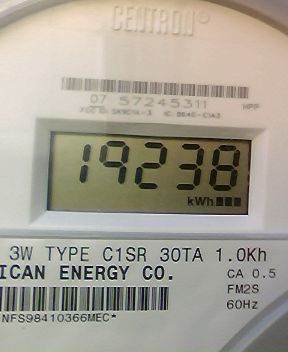 CENTRON®
07 57245311 HPP
19238
kWh
3W TYPE C1SR 30TA 1.0Kh
ICAN ENERGY CO. CA 0.5
FM2S
60Hz
NFS98410366MEC*